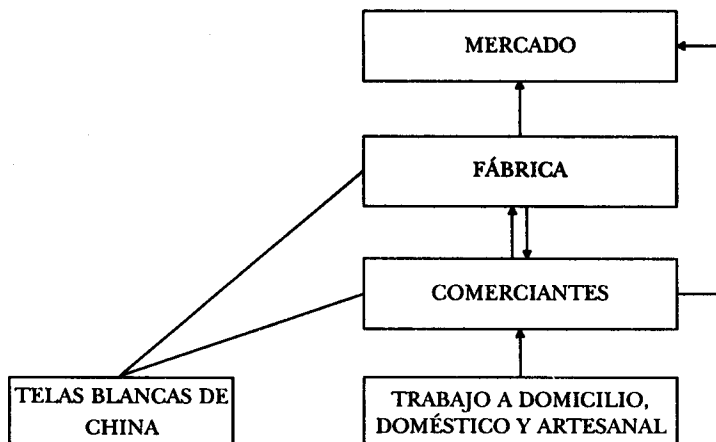 MERCADO
FÁBRICA
COMERCIANTES
TELAS BLANCAS DE
CHINA
TRABAJO A DOMICILIO,
DOMÉSTICO Y ARTESANAL